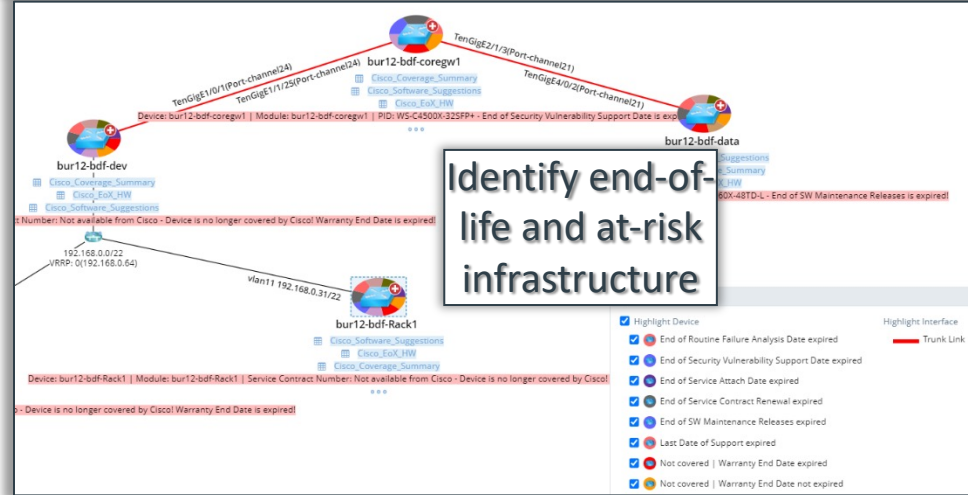 TenGigE2/1/3(Port-channel21)
TenGigE4/0/2(Port-channel21)
TenGigE1/0/1(Port-channel24)
TenGigE1/1/25(Port-channel24)
bur12-bdf-coregw1
Cisco_Coverage_Summary
Cisco_Software_Suggestions
Cisco_EoX_HW
Device: bur12-bdf-coregw1 | Module: bur12-bdf-coregw1 | PID: WS-C4500X-32SFP+ - End of Security Vulnerability Support Date is exp
bur12-bdf-data
Suggestions
Summary
HW
60X-48TD-L - End of SW Maintenance Releases is expired!
bur12-bdf-dev
Cisco_Coverage_Summary
Cisco_EoX_HW
Cisco_Software_Suggestions
ct Number: Not available from Cisco - Device is no longer covered by Cisco! Warranty End Date is expired!
Identify end-of-
life and at-risk
infrastructure
192.168.0.0/22
VRRP: 0(192.168.0.64)
vlan11 192.168.0.31/22
bur12-bdf-Rack1
Cisco_Software_Suggestions
Cisco_EoX_HW
Cisco_Coverage_Summary
Device: bur12-bdf-Rack1 | Module: bur12-bdf-Rack1 | Service Contract Number: Not available from Cisco - Device is no longer covered by Cisco!
o - Device is no longer covered by Cisco! Warranty End Date is expired!
Highlight Device
End of Routine Failure Analysis Date expired
End of Security Vulnerability Support Date expired
End of Service Attach Date expired
End of Service Contract Renewal expired
End of SW Maintenance Releases expired
Last Date of Support expired
Not covered | Warranty End Date expired
Not covered | Warranty End Date not expired
Highlight Interface
Trunk Link